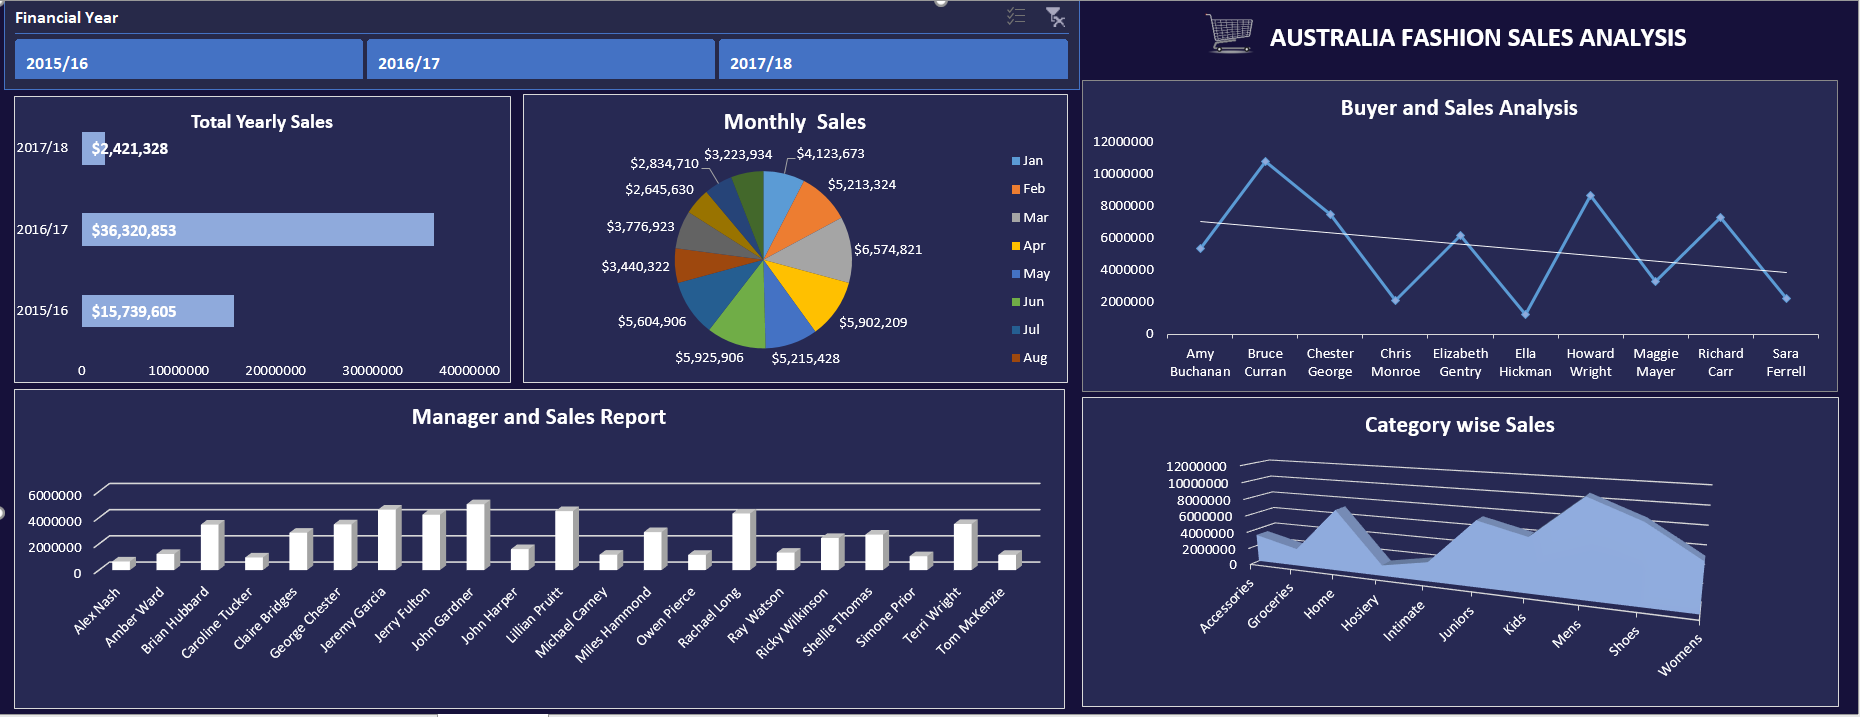 Financial Year
2015/16
2016/17
2017/18
AUSTRALIA FASHION SALES ANALYSIS
Total Yearly Sales
2017/18
$2,421,328
2016/17
$36,320,853
2015/16
$15,739,605
0 10000000 20000000 30000000 40000000
Monthly  Sales
$4,123,673
$5,213,324
$6,574,821
$5,902,209
$5,215,428
$5,925,906
$5,604,906
$3,440,322
$3,776,923
$2,645,630
$2,834,710
$3,223,934
Jan
Feb
Mar
Apr
May
Jun
Jul
Aug
Buyer and Sales Analysis
12000000
10000000
8000000
6000000
4000000
2000000
0
Amy
Buchanan
Bruce
Curran
Chester
George
Chris
Monroe
Elizabeth
Gentry
Ella
Hickman
Howard
Wright
Maggie
Mayer
Richard
Carr
Sara
Ferrell
Manager and Sales Report
6000000
4000000
2000000
0
Alex Nash
Amber Ward
Brian Hubbard
Caroline Tucker
Claire Bridges
George Chester
Jeremy Garcia
Jerry Fulton
John Gardner
John Harper
Lillian Pruitt
Michael Carney
Miles Hammond
Owen Pierce
Rachael Long
Ray Watson
Ricky Wilkinson
Shellie Thomas
Simone Prior
Terri Wright
Tom McKenzie
Category wise Sales
12000000
10000000
8000000
6000000
4000000
2000000
0
Accessories
Groceries
Home
Hosiery
Intimate
Juniors
Kids
Mens
Shoes
Womens